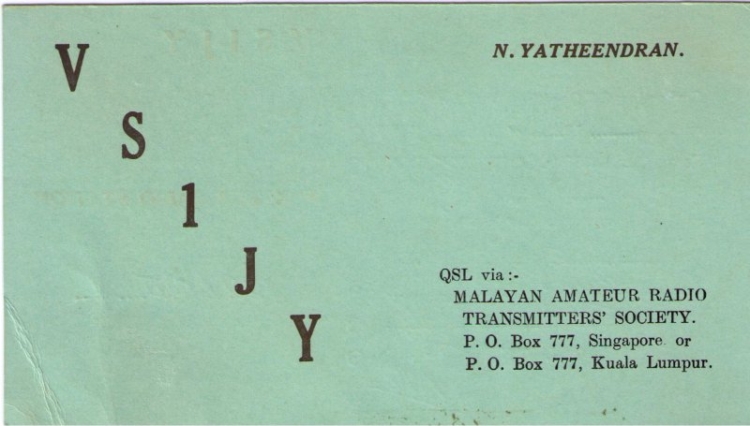 V
S
1
J
Y
N. YATHEENDRAN.
QSL via :-
MALAYAN AMATEUR RADIO
TRANSMITTERS' SOCIETY.
P. O. Box 777, Singapore or
P. O. Box 777, Kuala Lumpur.